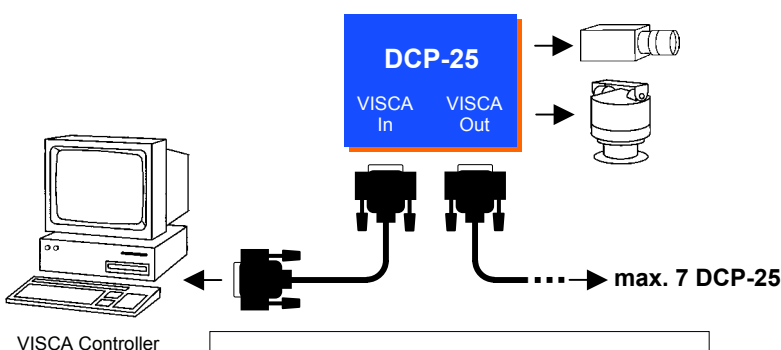 DCP-25
VISCA VISCA
In Out
max. 7 DCP-25
VISCA Controller